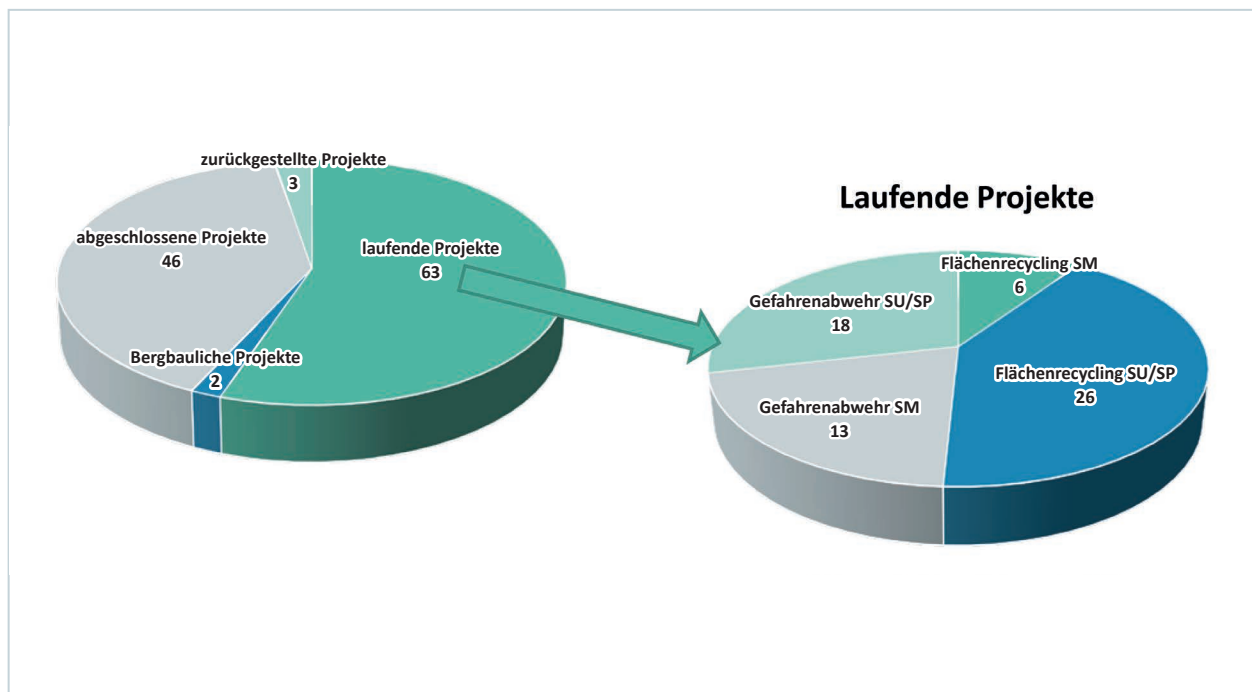 zurückgestellte Projekte
3
abgeschlossene Projekte
46
laufende Projekte
63
Bergbauliche Projekte
2
Laufende Projekte
Flächenrecycling SM
6
Gefahrenabwehr SU/SP
18
Flächenrecycling SU/SP
26
Gefahrenabwehr SM
13